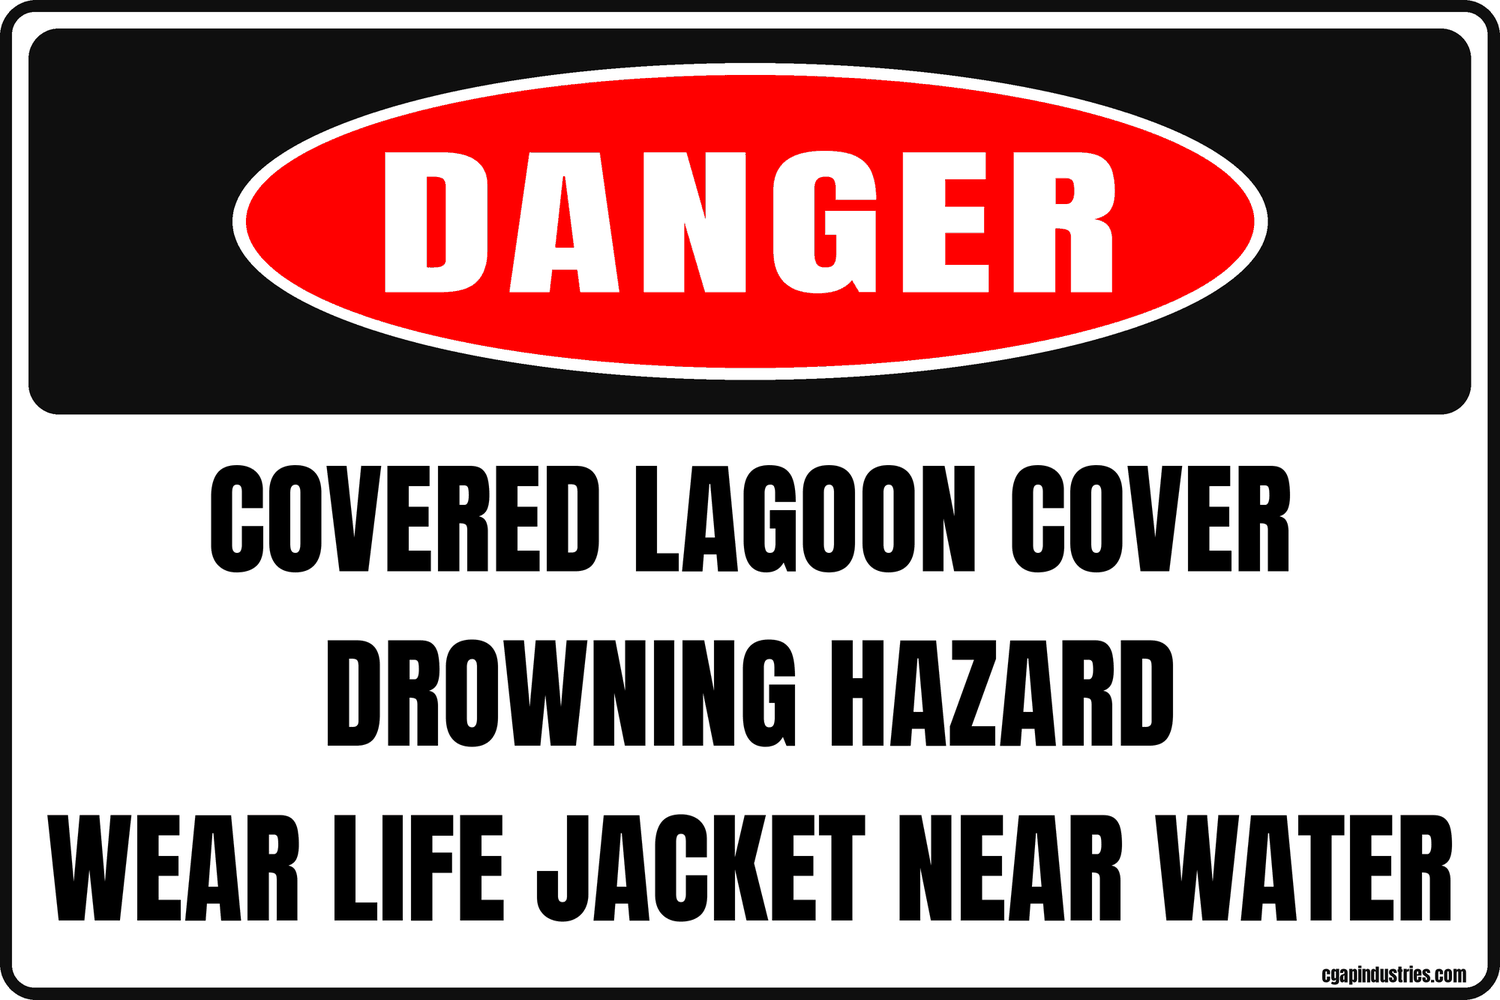 DANGER
COVERED LAGOON COVER
DROWNING HAZARD
WEAR LIFE JACKET NEAR WATER
cgapindustries.com